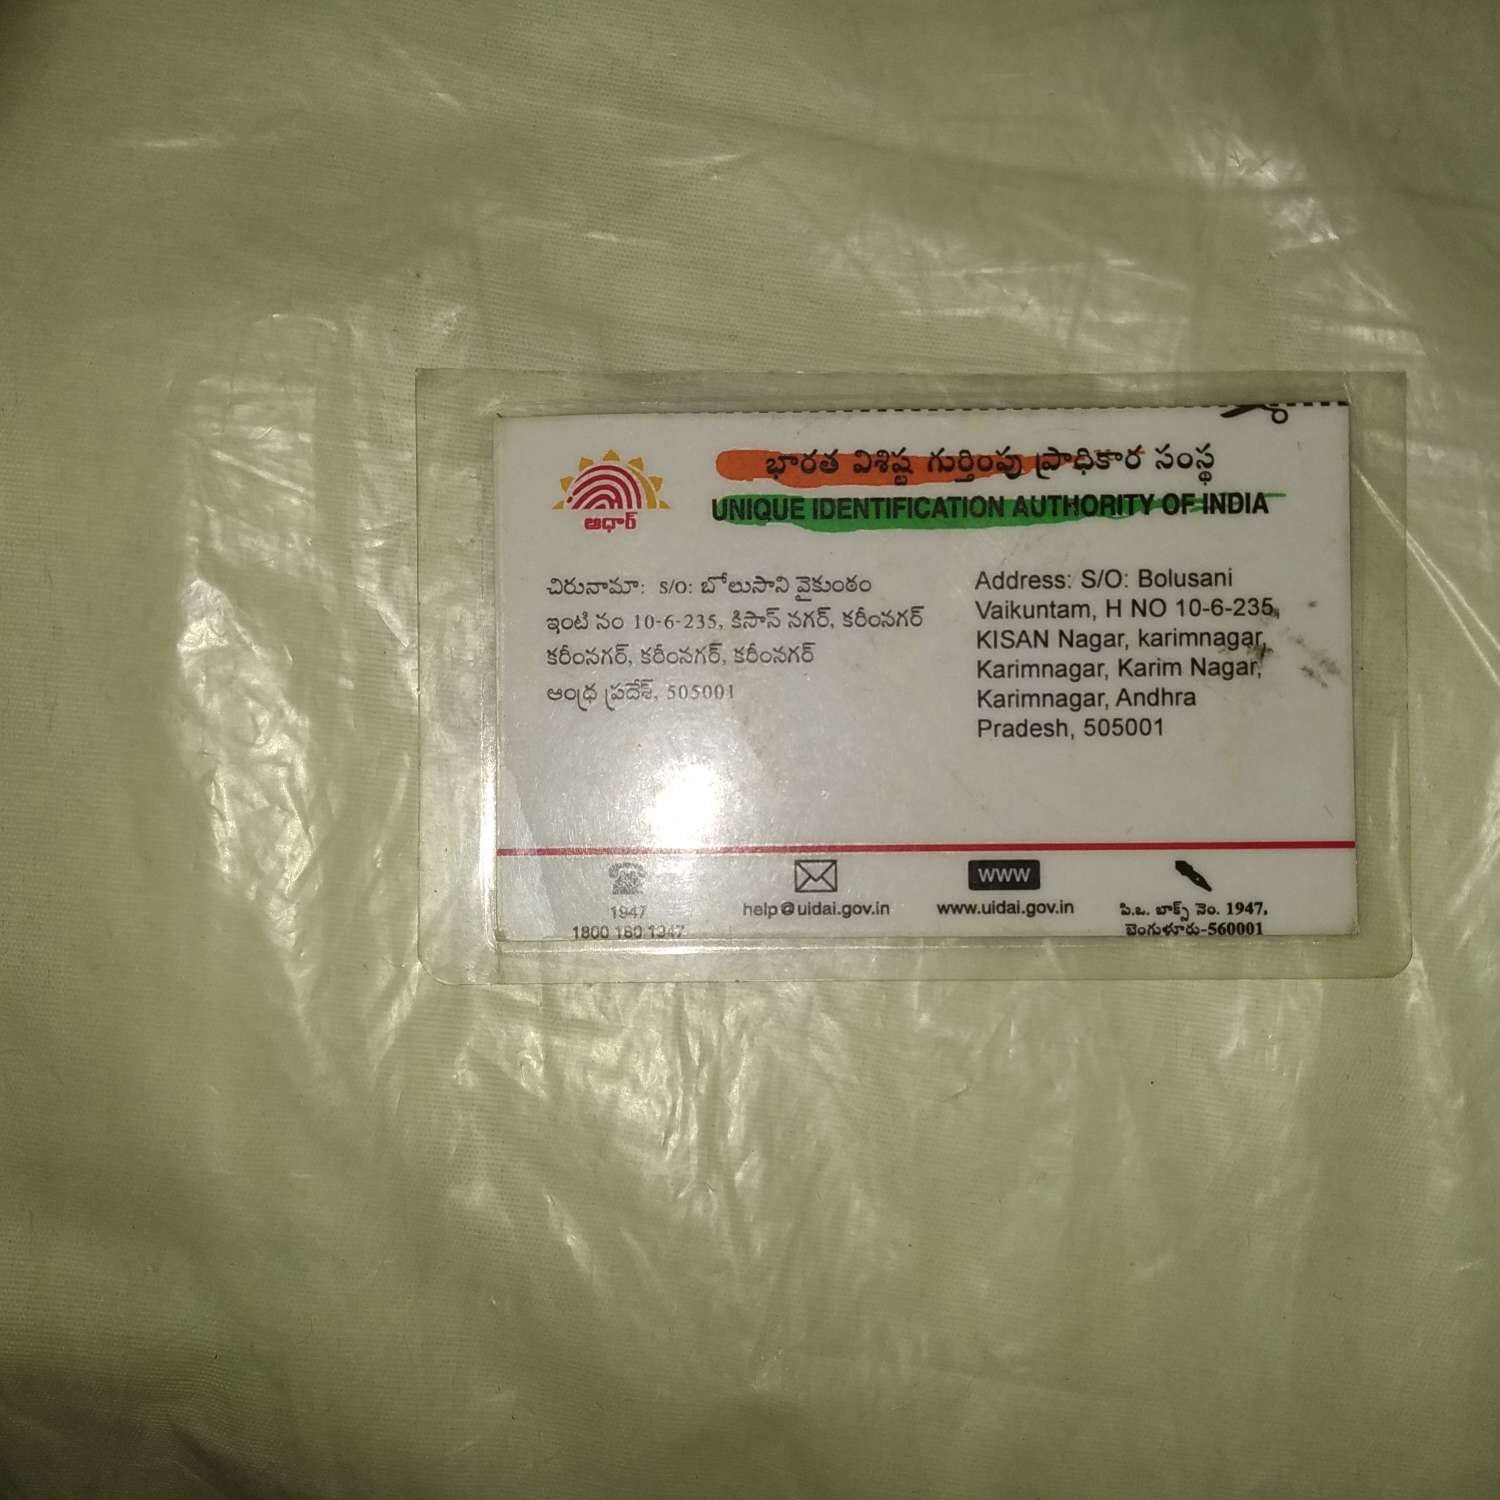 భారత విశిష్ట గుర్తింపు ప్రాధికార సంస్థ
UNIQUE IDENTIFICATION AUTHORITY OF INDIA
ఆధార్
చిరునామా: S/O: బోలుసాని వైకుంఠం
ఇంటి నం 10-6-235, కిసాన్ నగర్, కరీంనగర్
కరీంనగర్, కరీంనగర్, కరీంనగర్
ఆంధ్ర ప్రదేశ్, 505001
Address: S/O: Bolusani
Vaikuntam, H NO 10-6-235,
KISAN Nagar, karimnagar,
Karimnagar, Karim Nagar,
Karimnagar, Andhra
Pradesh, 505001
1947
1800 180 1947
help@uidai.gov.in
WWW
www.uidai.gov.in
పి.ఒ. బాక్స్ నెం. 1947,
బెంగుళూరు-560001